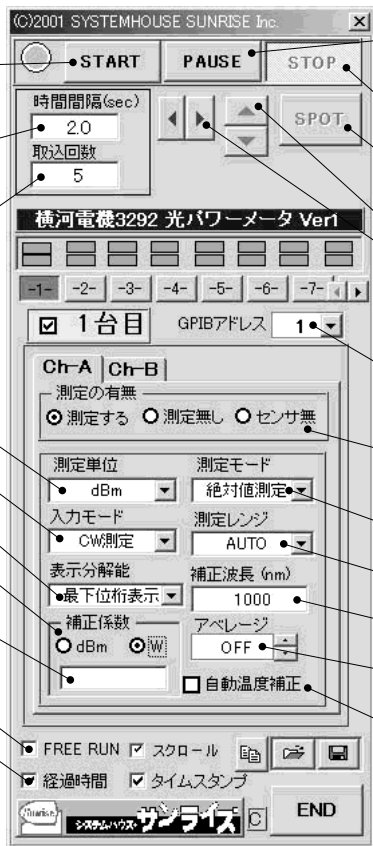 (C)2001 SYSTEMHOUSE SUNRISE Inc.
START PAUSE STOP
時間間隔(sec)
2.0
取込回数
5
SPOT
横河電機3292 光パワーメータ Ver1
-1- -2- -3- -4- -5- -6- -7-
1台目 GPIBアドレス 1
Ch-A Ch-B
測定の有無
測定する 測定無し センサ無
測定単位 測定モード
dBm 絶対値測定
入力モード 測定レンジ
CW測定 AUTO
表示分解能 補正波長 (nm)
最下位桁表示 1000
補正係数 アベレージ
dBm W OFF
自動温度補正
FREE RUN スクロール
経過時間 タイムスタンプ
Sunrise システムハウス・サンライズ C END